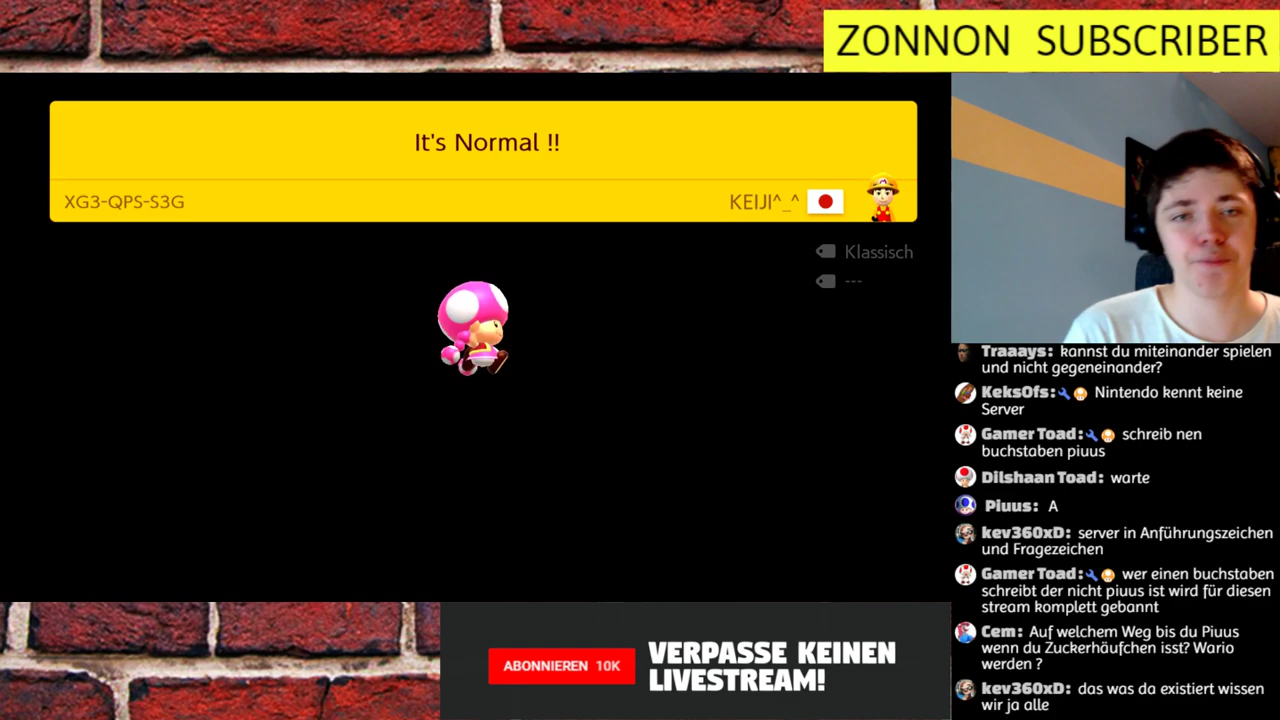 ZONNON SUBSCRIBER
It's Normal !!
XG3-QPS-S3G
KEIJI^_^
Klassisch
---
Traaays: kannst du miteinander spielen
und nicht gegeneinander?
KeksOfs: Nintendo kennt keine
Server
Gamer Toad: schreib nen
buchstaben piuus
Dilshaan Toad: warte
Piuus: A
kev360xD: server in Anführungszeichen
und Fragezeichen
Gamer Toad: wer einen buchstaben
schreibt der nicht piuus ist wird für diesen
stream komplett gebannt
Cem: Auf welchem Weg bis du Piuus
wenn du Zuckerhäufchen isst? Wario
werden ?
kev360xD: das was da existiert wissen
wir ja alle
ABONNIEREN 10K
VERPASSE KEINEN
LIVESTREAM!